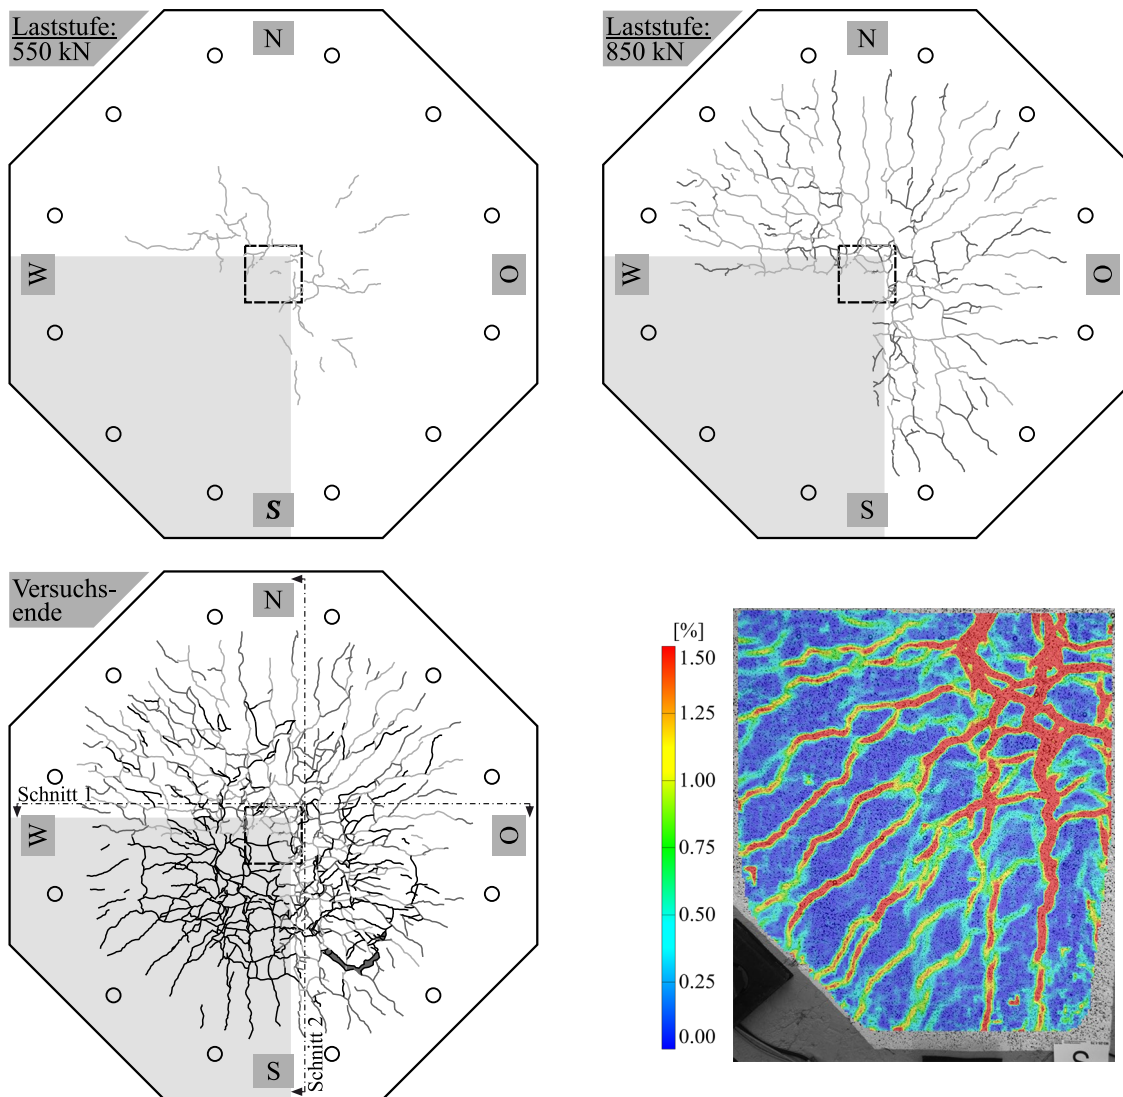 Laststufe:
550 kN
N
W
O
S
Laststufe:
850 kN
N
W
O
S
Versuchs-
ende
N
Schnitt 1
W
O
S
Schnitt 2
[%]
1.50
1.25
1.00
0.75
0.50
0.25
0.00
S